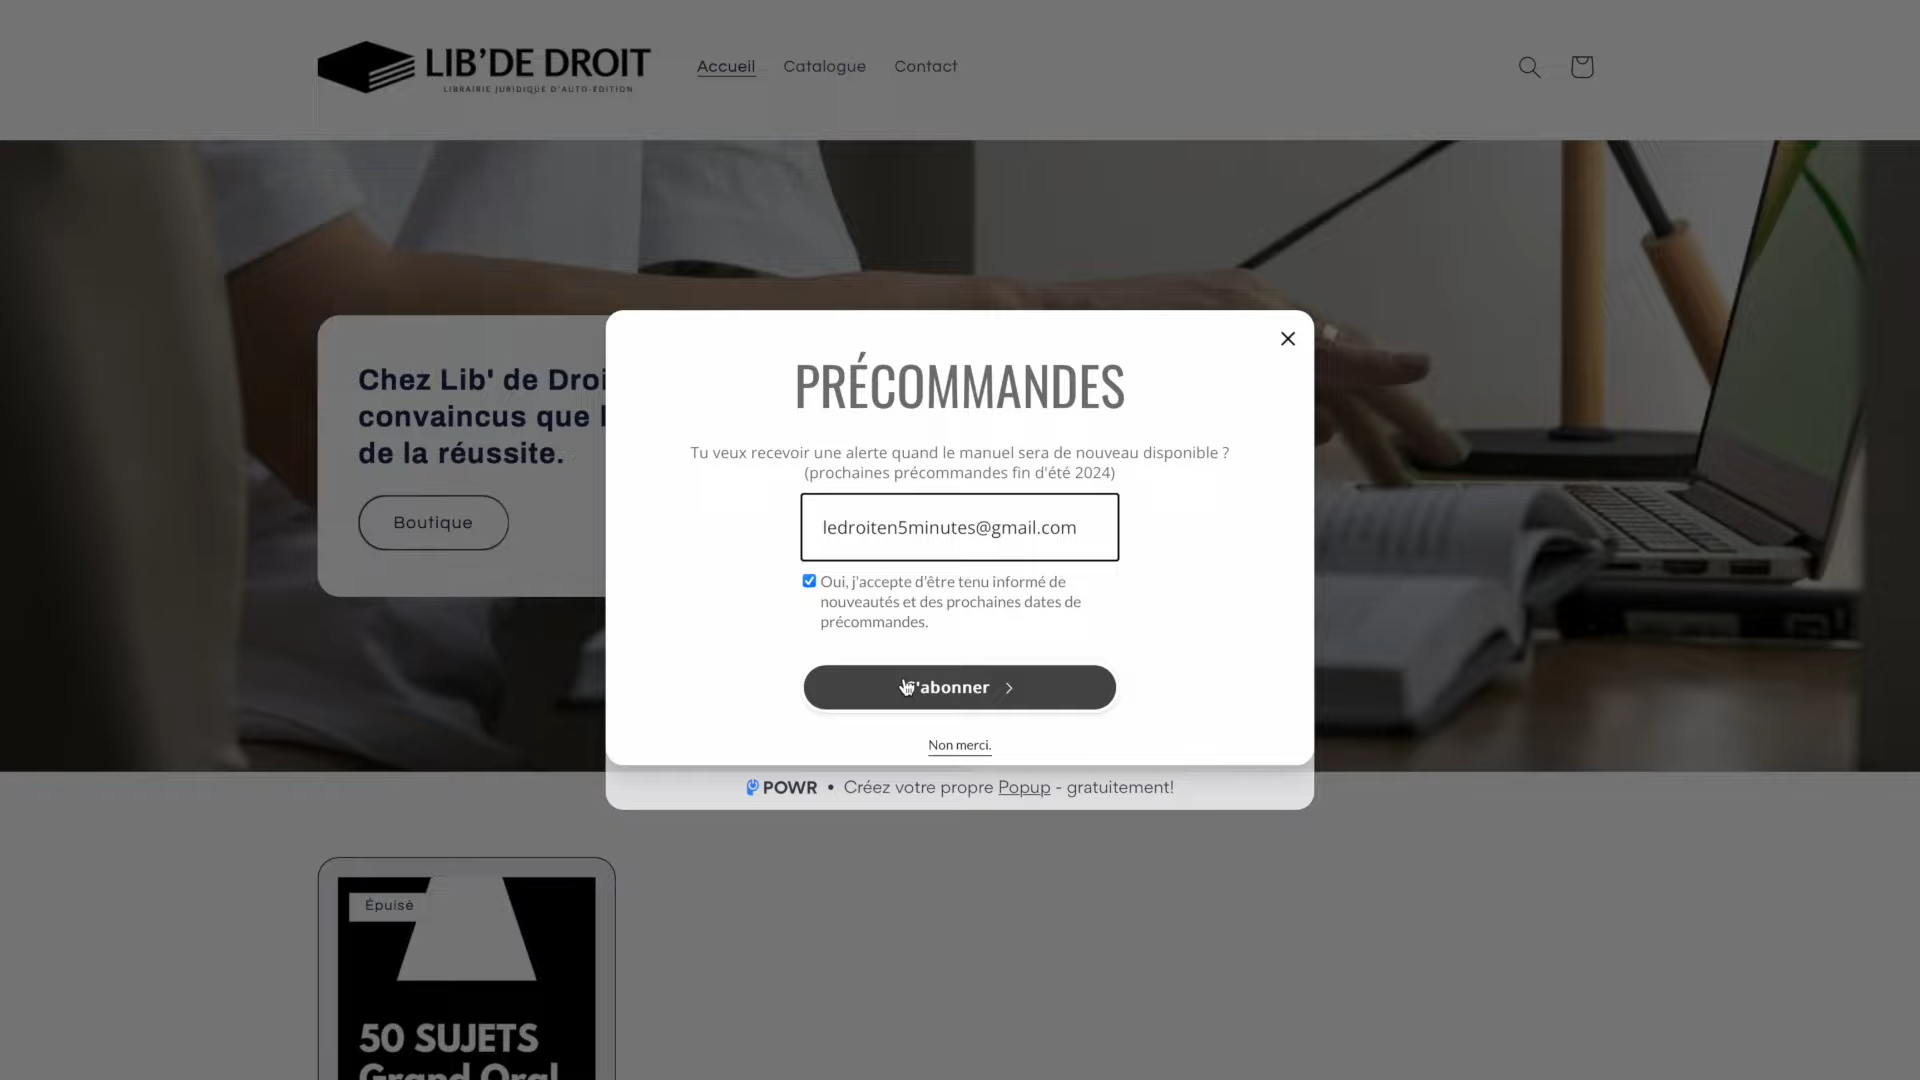 LIB'DE DROIT
LIBRAIRIE JURIDIQUE D'AUTO-ÉDITION
Accueil
Catalogue
Contact
Chez Lib' de Droi
convaincus que l
de la réussite.
Boutique
PRÉCOMMANDES
Tu veux recevoir une alerte quand le manuel sera de nouveau disponible ?
(prochaines précommandes fin d'été 2024)
ledroiten5minutes@gmail.com
Oui, j'accepte d'être tenu informé de
nouveautés et des prochaines dates de
précommandes.
S'abonner
Non merci.
POWR • Créez votre propre Popup - gratuitement!
Épuisé
50 SUJETS
Grand Oral